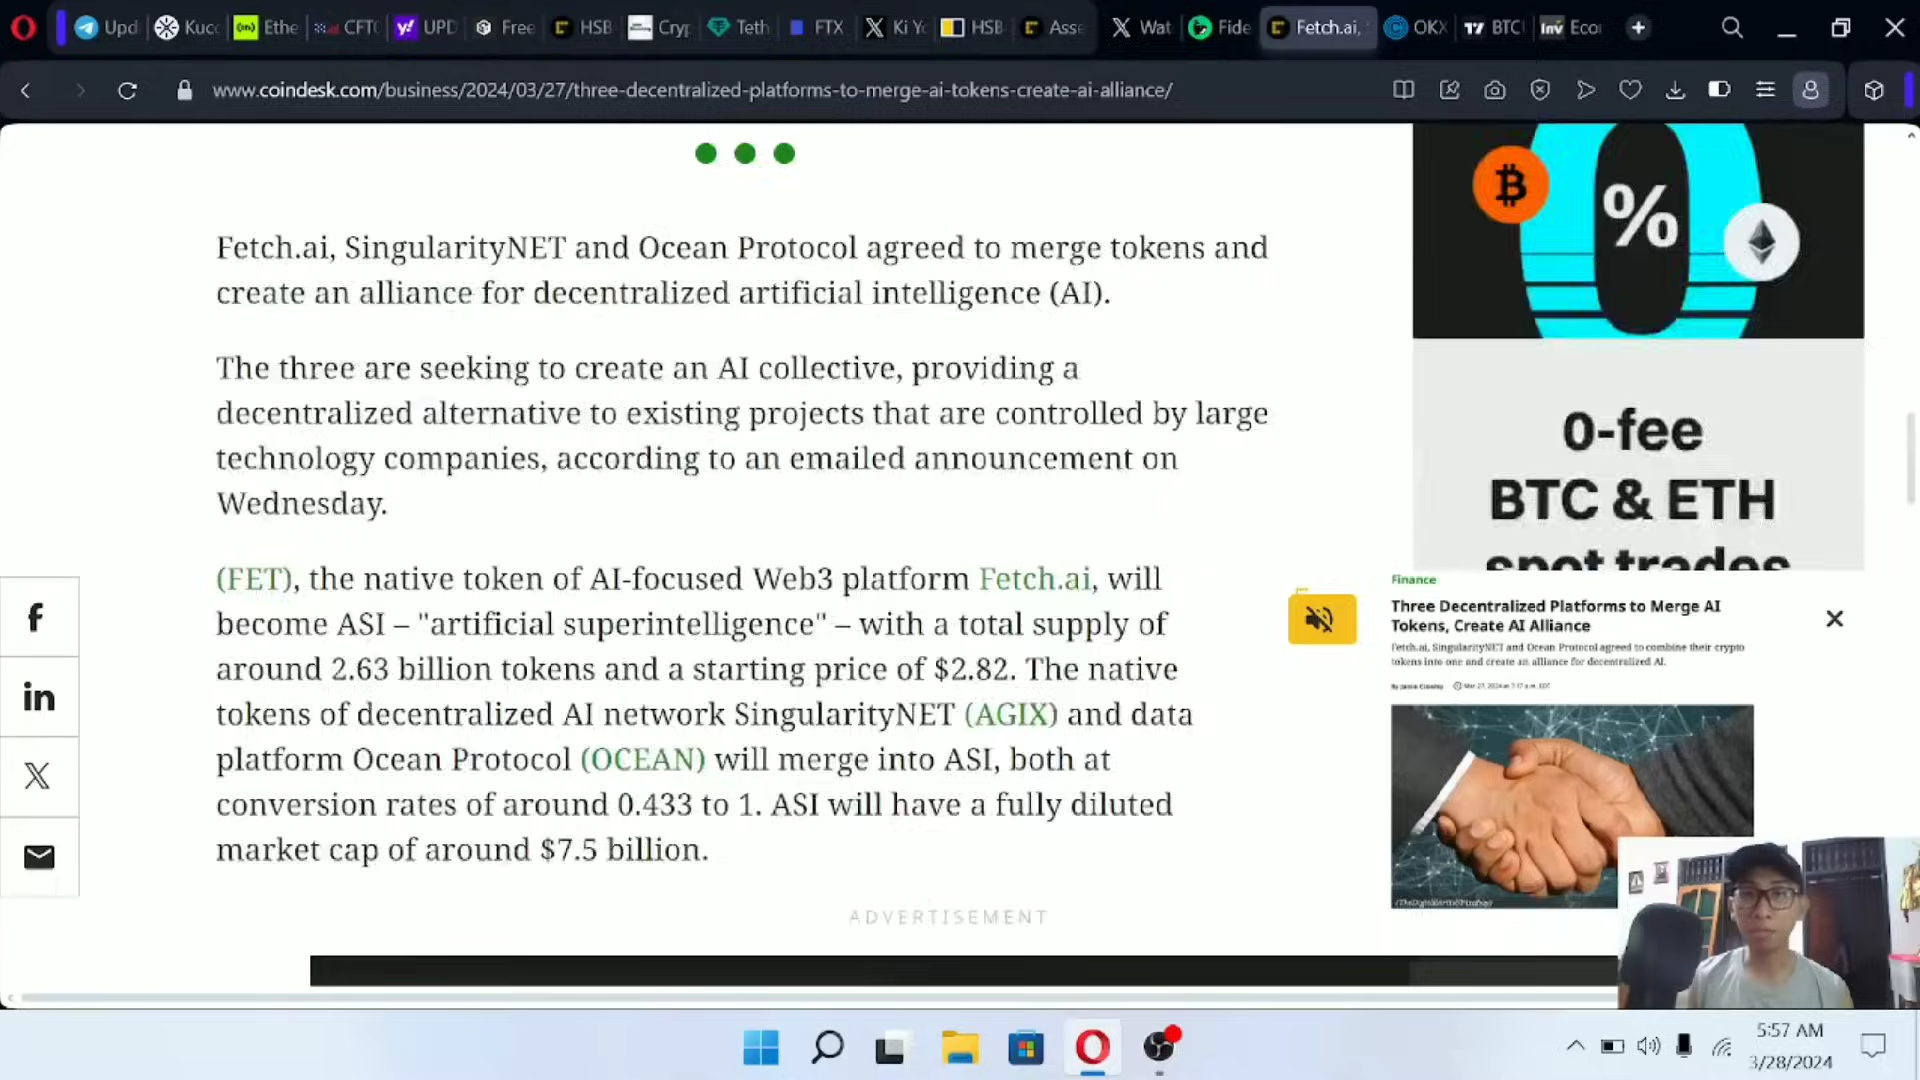 Upd
Kuc
Ethe
CFTC
UPD
Free
HSB
Cryp
Teth
FTX
Ki Yo
HSB
Asse
Wat
Fide
Fetch.ai,
OKX
BTC
Eco
www.coindesk.com/business/2024/03/27/three-decentralized-platforms-to-merge-ai-tokens-create-ai-alliance/
Fetch.ai, SingularityNET and Ocean Protocol agreed to merge tokens and
create an alliance for decentralized artificial intelligence (AI).
The three are seeking to create an AI collective, providing a
decentralized alternative to existing projects that are controlled by large
technology companies, according to an emailed announcement on
Wednesday.
(FET), the native token of AI-focused Web3 platform Fetch.ai, will
become ASI – "artificial superintelligence" – with a total supply of
around 2.63 billion tokens and a starting price of $2.82. The native
tokens of decentralized AI network SingularityNET (AGIX) and data
platform Ocean Protocol (OCEAN) will merge into ASI, both at
conversion rates of around 0.433 to 1. ASI will have a fully diluted
market cap of around $7.5 billion.
ADVERTISEMENT
%
0-fee
BTC & ETH
spot trades
Finance
Three Decentralized Platforms to Merge AI
Tokens, Create AI Alliance
Fetch.ai, SingularityNET and Ocean Protocol agreed to combine their crypto
tokens into one and create an alliance for decentralized AI.
By Jamie Crawley
5:57 AM
3/28/2024